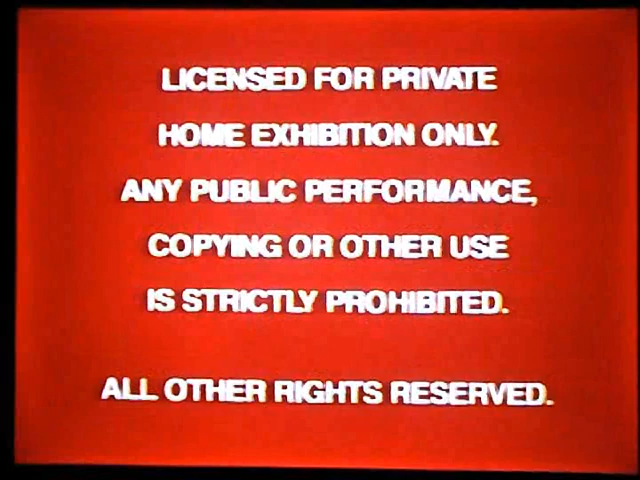 LICENSED FOR PRIVATE
HOME EXHIBITION ONLY.
ANY PUBLIC PERFORMANCE,
COPYING OR OTHER USE
IS STRICTLY PROHIBITED.
ALL OTHER RIGHTS RESERVED.